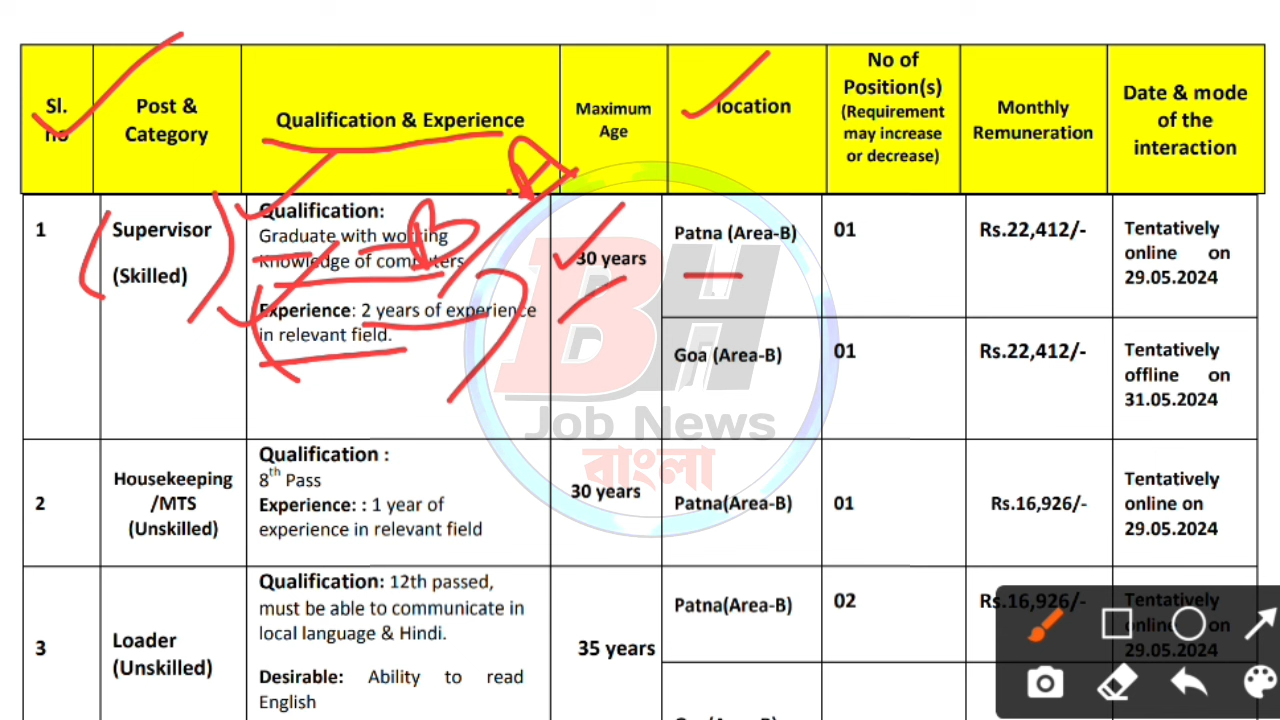 Sl. no
Post & Category
Qualification & Experience
Maximum Age
location
No of Position(s) (Requirement may increase or decrease)
Monthly Remuneration
Date & mode of the interaction
1
Supervisor
(Skilled)
Qualification:
Graduate with working
Knowledge of computers
Experience: 2 years of experience
in relevant field.
B.A
30 years
Patna (Area-B)
01
Rs.22,412/-
Tentatively
online on
29.05.2024
Goa (Area-B)
01
Rs.22,412/-
Tentatively
offline on
31.05.2024
BH
Job News
বাংলা
2
Housekeeping
/MTS
(Unskilled)
Qualification :
8th Pass
Experience: : 1 year of
experience in relevant field
30 years
Patna(Area-B)
01
Rs.16,926/-
Tentatively
online on
29.05.2024
3
Loader
(Unskilled)
Qualification: 12th passed,
must be able to communicate in
local language & Hindi.
Desirable: Ability to read
English
35 years
Patna(Area-B)
02
Rs.16,926/-
Tentatively
online on
29.05.2024